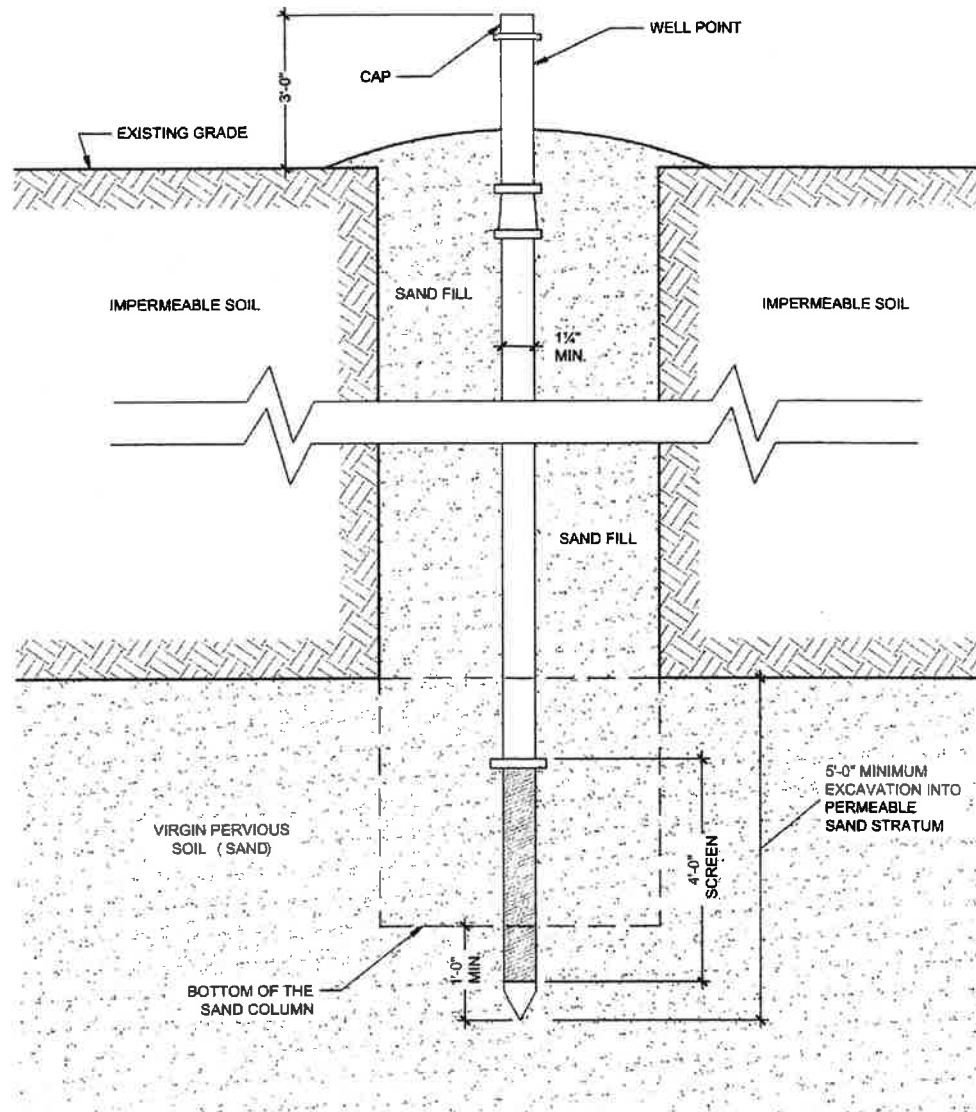 WELL POINT
CAP
3'-0"
EXISTING GRADE
IMPERMEABLE SOIL
SAND FILL
IMPERMEABLE SOIL
1¼"
MIN.
SAND FILL
5'-0" MINIMUM
EXCAVATION INTO
PERMEABLE
SAND STRATUM
VIRGIN PERVIOUS
SOIL ( SAND)
4'-0"
SCREEN
1'-0"
MIN.
BOTTOM OF THE
SAND COLUMN